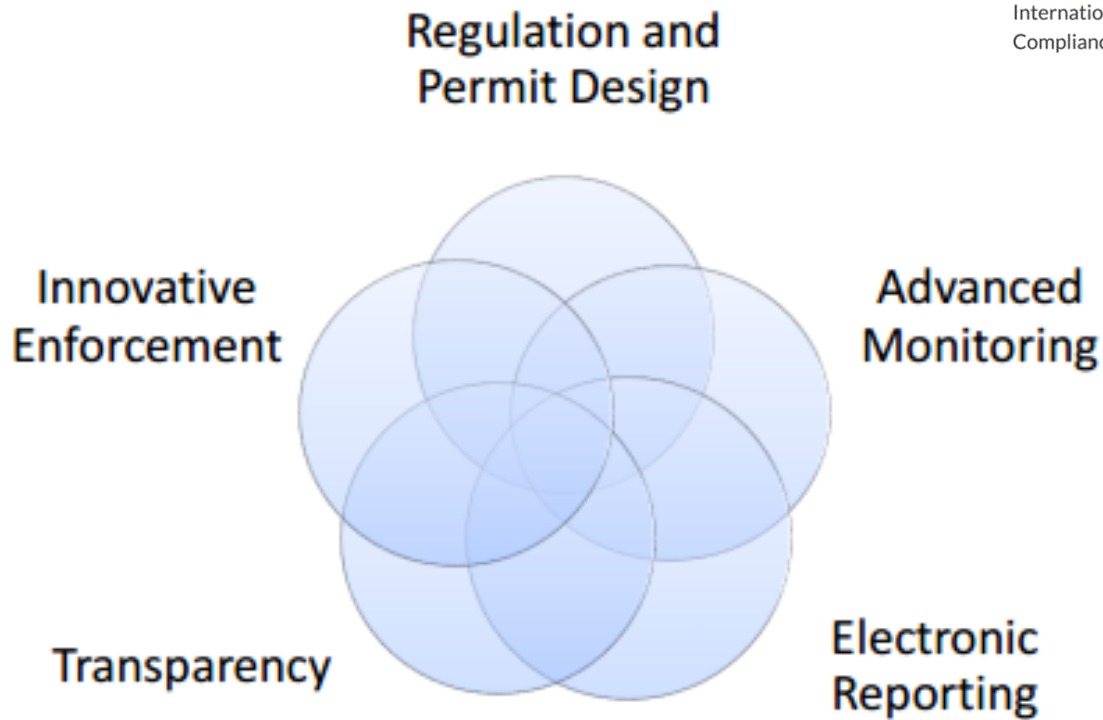 Regulation and
Permit Design
Innovative
Enforcement
Advanced
Monitoring
Transparency
Electronic
Reporting